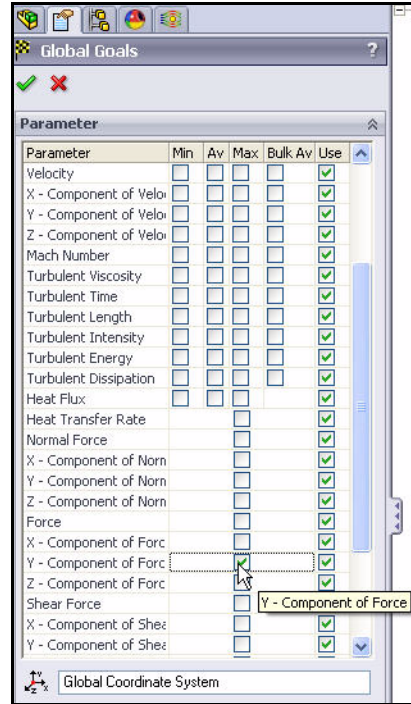 Global Goals ?
Parameter
Parameter Min Av Max Bulk Av Use
Velocity
X - Component of Velo
Y - Component of Velo
Z - Component of Velo
Mach Number
Turbulent Viscosity
Turbulent Time
Turbulent Length
Turbulent Intensity
Turbulent Energy
Turbulent Dissipation
Heat Flux
Heat Transfer Rate
Normal Force
X - Component of Norn
Y - Component of Norn
Z - Component of Norn
Force
X - Component of Forc
Y - Component of Forc
Z - Component of Forc
Shear Force
Y - Component of Force
X - Component of Shea
Y - Component of Shea
Global Coordinate System